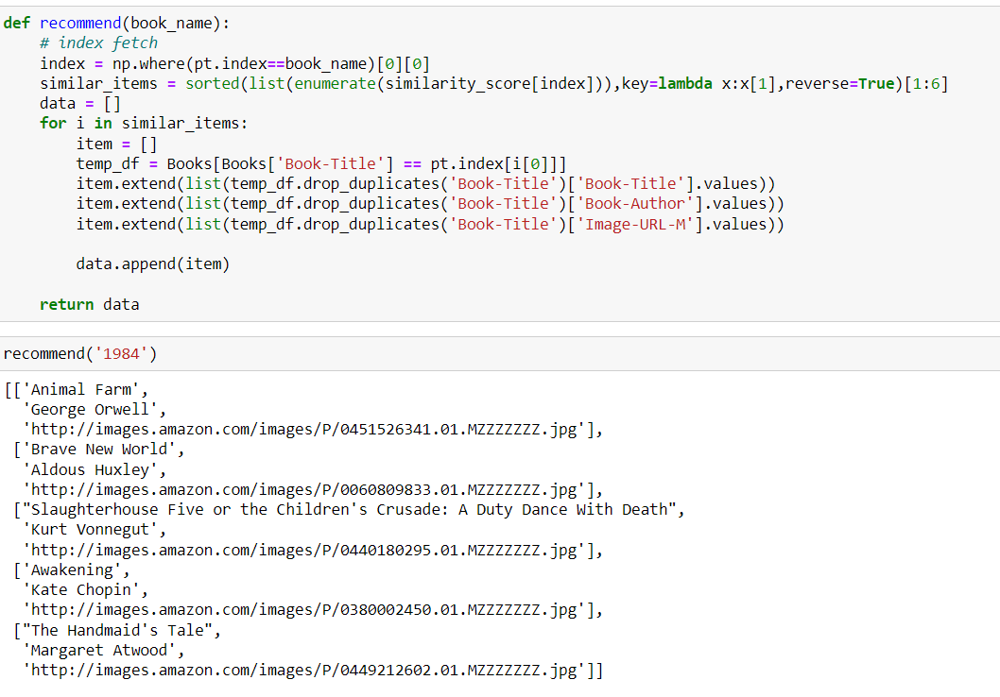 def recommend(book_name):
    # index fetch
    index = np.where(pt.index==book_name)[0][0]
    similar_items = sorted(list(enumerate(similarity_score[index])),key=lambda x:x[1],reverse=True)[1:6]
    data = []
    for i in similar_items:
        item = []
        temp_df = Books[Books['Book-Title'] == pt.index[i[0]]]
        item.extend(list(temp_df.drop_duplicates('Book-Title')['Book-Title'].values))
        item.extend(list(temp_df.drop_duplicates('Book-Title')['Book-Author'].values))
        item.extend(list(temp_df.drop_duplicates('Book-Title')['Image-URL-M'].values))
        data.append(item)
    return data
recommend('1984')
[['Animal Farm',
  'George Orwell',
  'http://images.amazon.com/images/P/0451526341.01.MZZZZZZZ.jpg'],
 ['Brave New World',
  'Aldous Huxley',
  'http://images.amazon.com/images/P/0060809833.01.MZZZZZZZ.jpg'],
 ["Slaughterhouse Five or the Children's Crusade: A Duty Dance With Death",
  'Kurt Vonnegut',
  'http://images.amazon.com/images/P/0440180295.01.MZZZZZZZ.jpg'],
 ['Awakening',
  'Kate Chopin',
  'http://images.amazon.com/images/P/0380002450.01.MZZZZZZZ.jpg'],
 ["The Handmaid's Tale",
  'Margaret Atwood',
  'http://images.amazon.com/images/P/0449212602.01.MZZZZZZZ.jpg']]